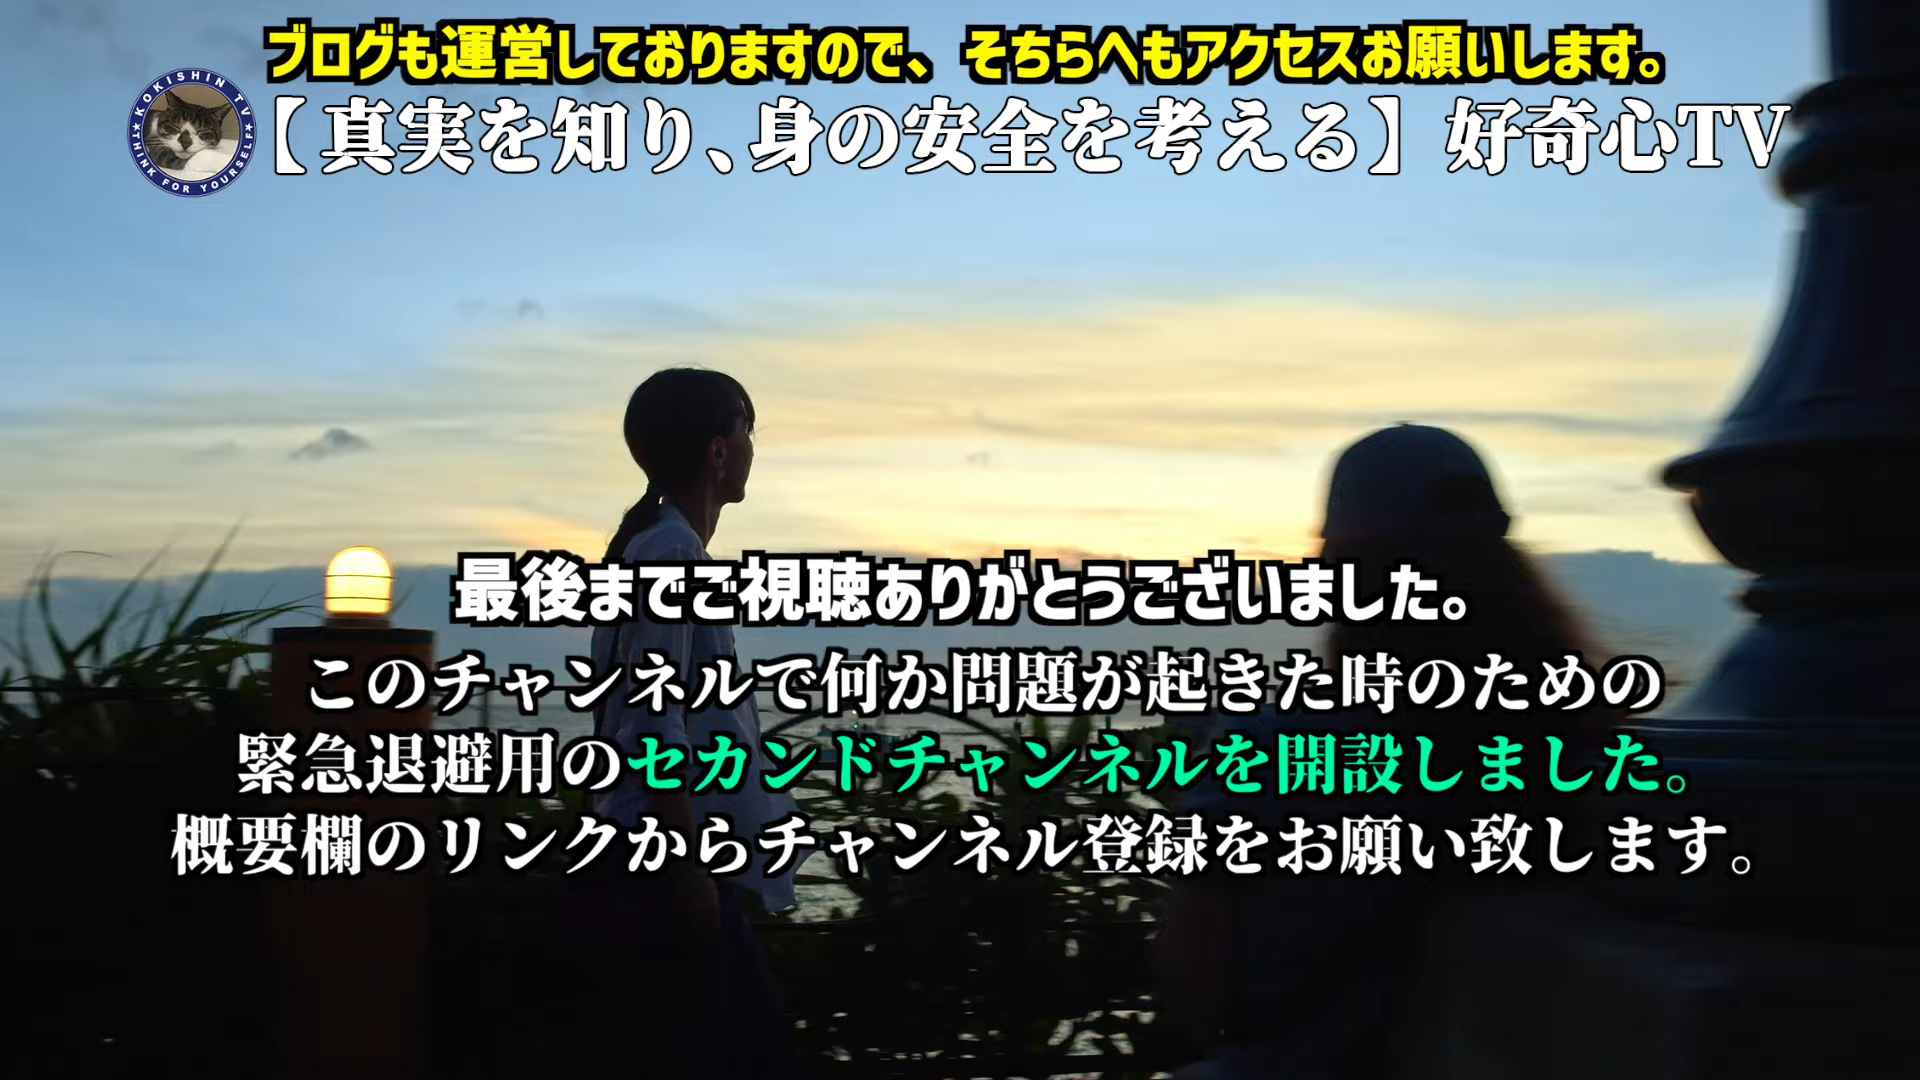 ブログも運営しておりますので、そちらへもアクセスお願いします。
KOKISHIN TV
THINK FOR YOURSELF
【真実を知り、身の安全を考える】好奇心TV
最後までご視聴ありがとうございました。
このチャンネルで何か問題が起きた時のための
緊急退避用のセカンドチャンネルを開設しました。
概要欄のリンクからチャンネル登録をお願い致します。